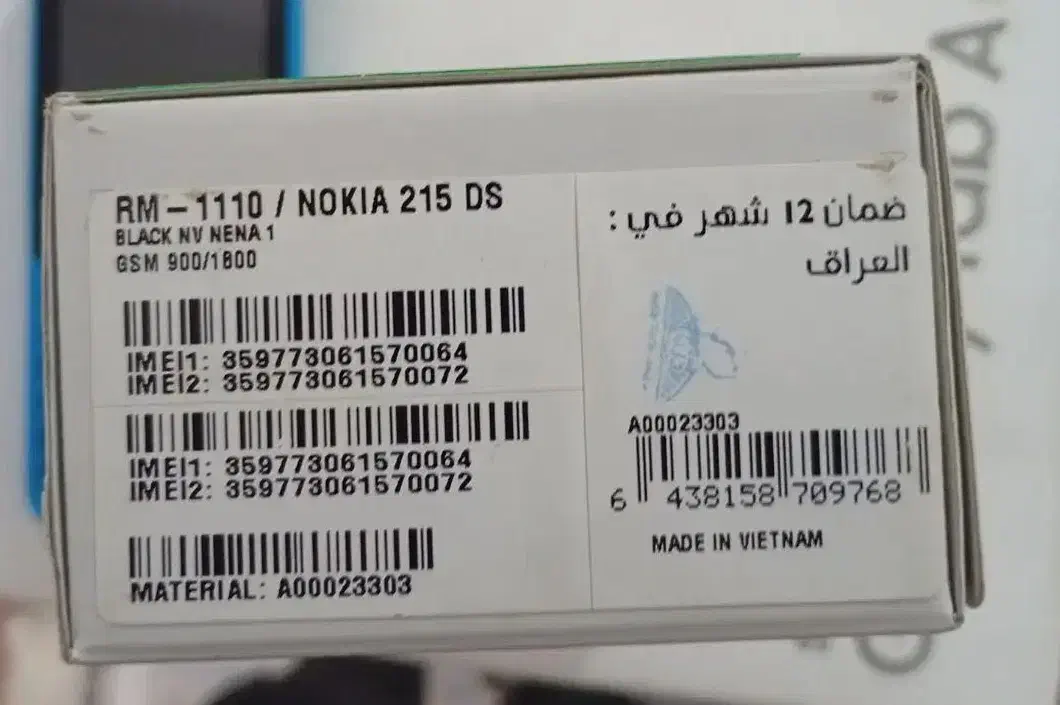 RM-1110 / NOKIA 215 DS
BLACK NV NENA 1
GSM 900/1800
IMEI1: 359773061570064
IMEI2: 359773061570072
IMEI1: 359773061570064
IMEI2: 359773061570072
MATERIAL: A00023303
ضمان 12 شهر في :
العراق
A00023303
6 438158 709768
MADE IN VIETNAM